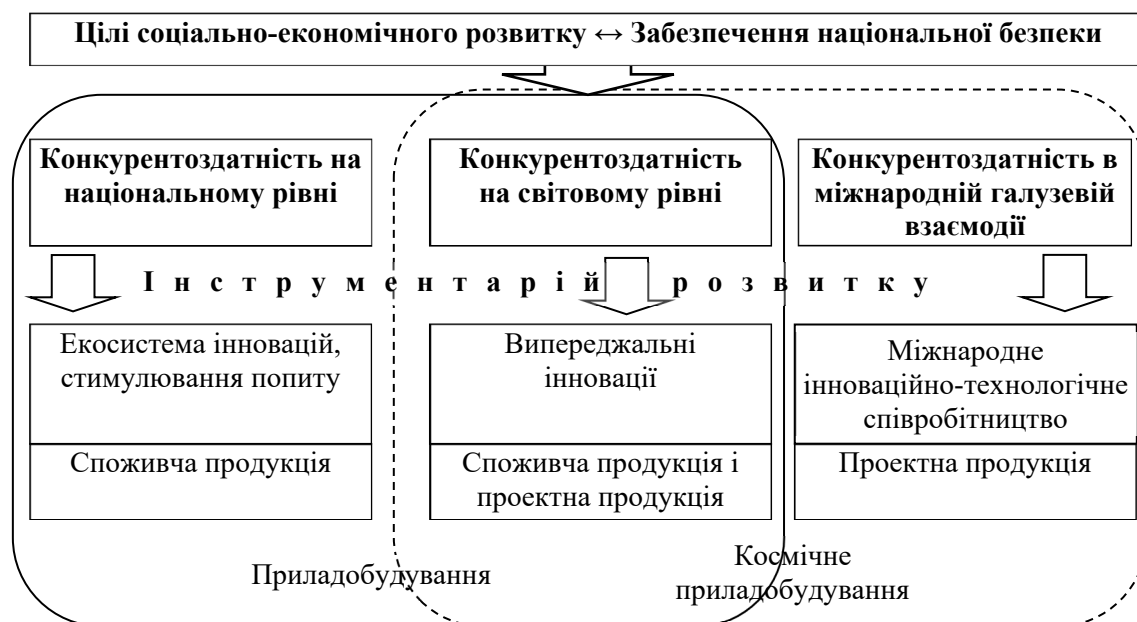 Цілі соціально-економічного розвитку ↔ Забезпечення національної безпеки
Конкурентоздатність на
національному рівні
Конкурентоздатність
на світовому рівні
Конкурентоздатність в
міжнародній галузевій
взаємодії
І н с т р у м е н т а р і й р о з в и т к у
Екосистема інновацій,
стимулювання попиту
Випереджальні
інновації
Міжнародне
інноваційно-технологічне
співробітництво
Споживча продукція
Споживча продукція і
проектна продукція
Проектна продукція
Приладобудування
Космічне
приладобудування